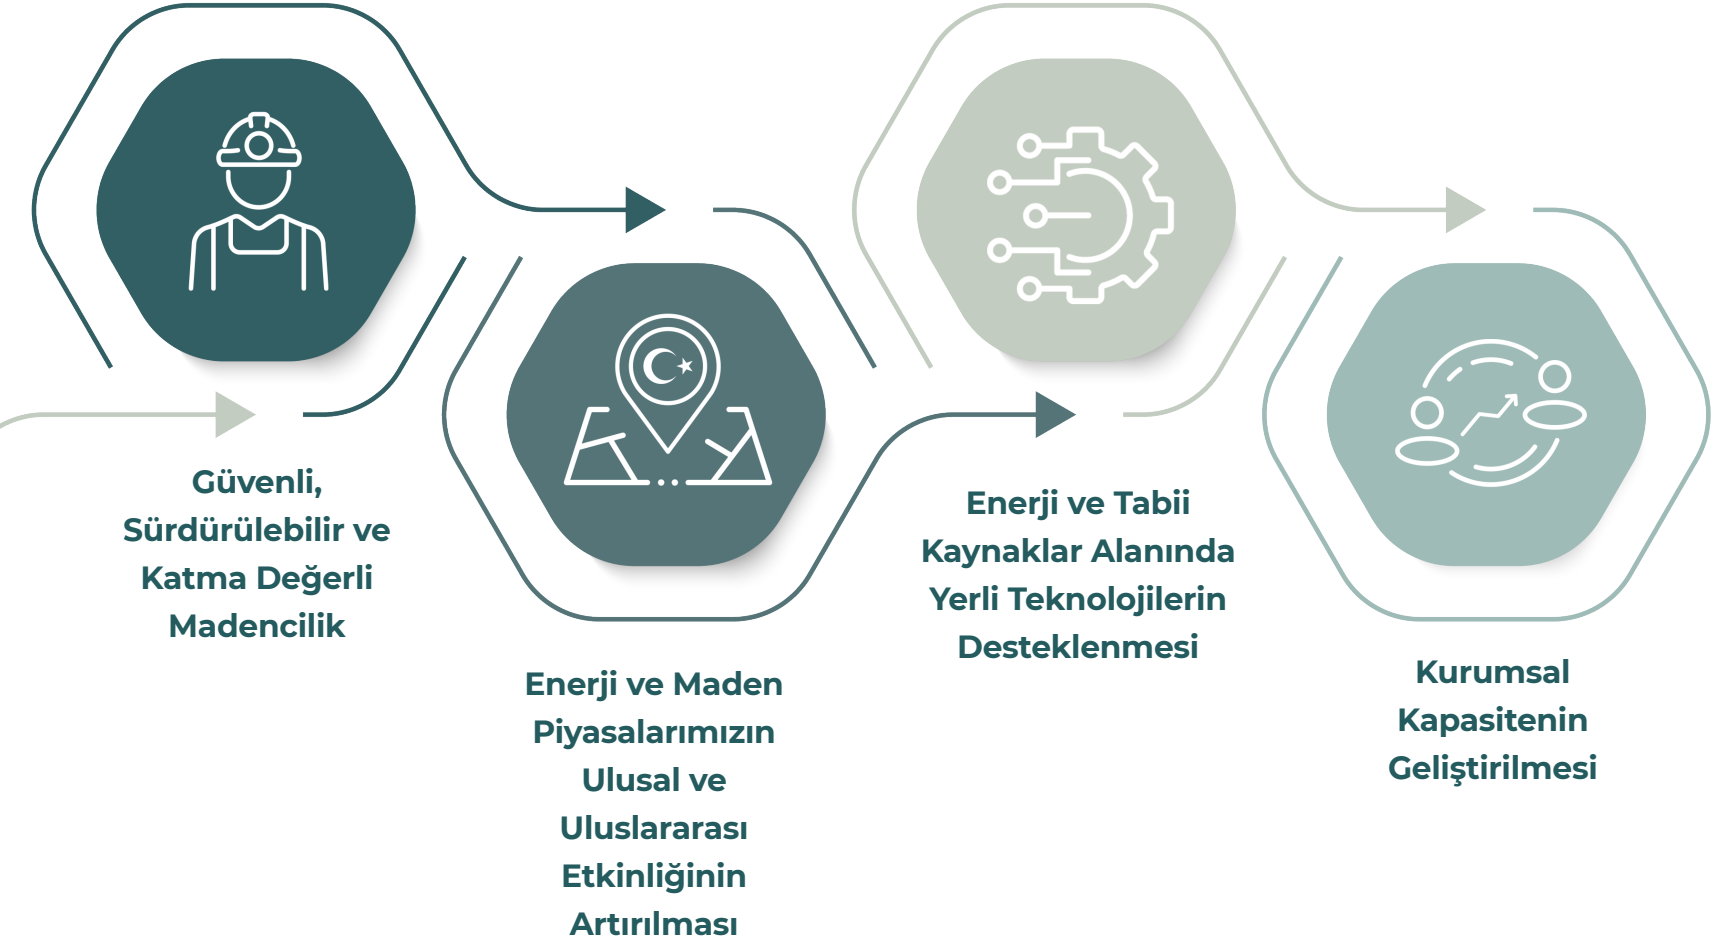 Güvenli,
Sürdürülebilir ve
Katma Değerli
Madencilik
Enerji ve Maden
Piyasalarımızın
Ulusal ve
Uluslararası
Etkinliğinin
Artırılması
Enerji ve Tabii
Kaynaklar Alanında
Yerli Teknolojilerin
Desteklenmesi
Kurumsal
Kapasitenin
Geliştirilmesi